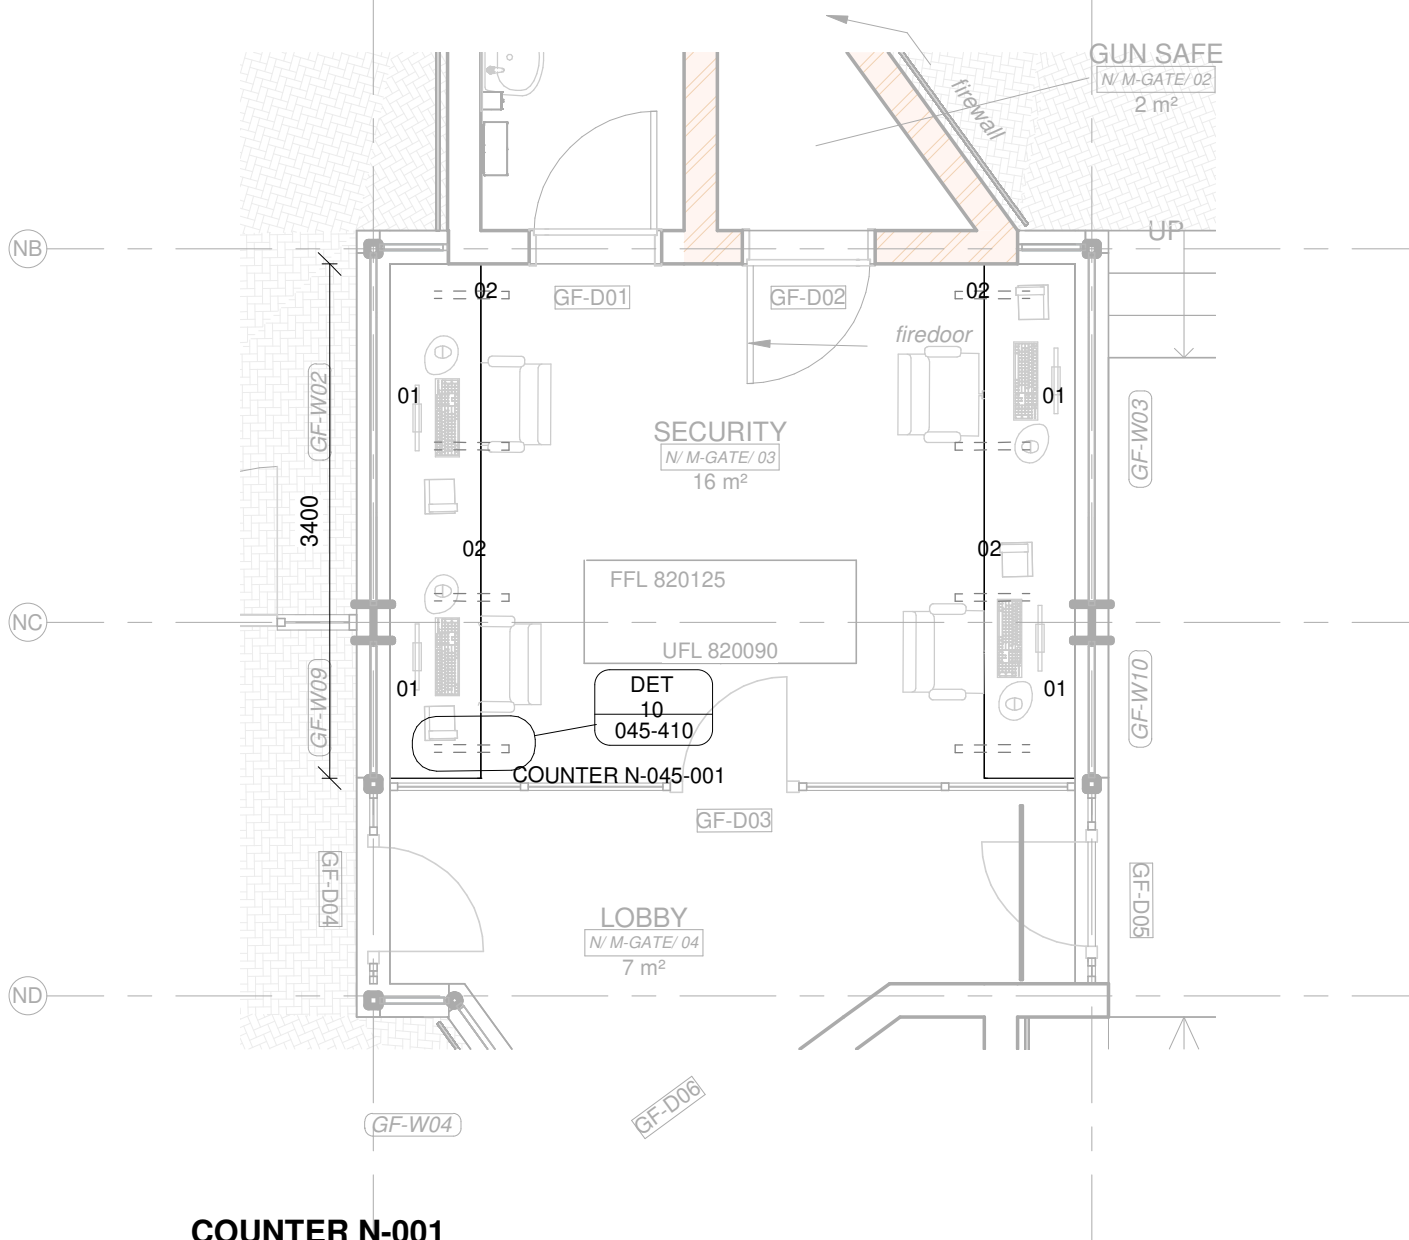 GUN SAFE
N/ M-GATE/ 02
2 m²
firewall
UP
NB
02
GF-D01
GF-D02
02
firedoor
01
01
GF-W02
GF-W03
SECURITY
N/ M-GATE/ 03
16 m²
3400
02
02
FFL 820125
NC
UFL 820090
GF-W09
GF-W10
01
01
DET
10
045-410
COUNTER N-045-001
GF-D03
GF-D04
GF-D05
LOBBY
N/ M-GATE/ 04
7 m²
ND
GF-D06
GF-W04
COUNTER N-001